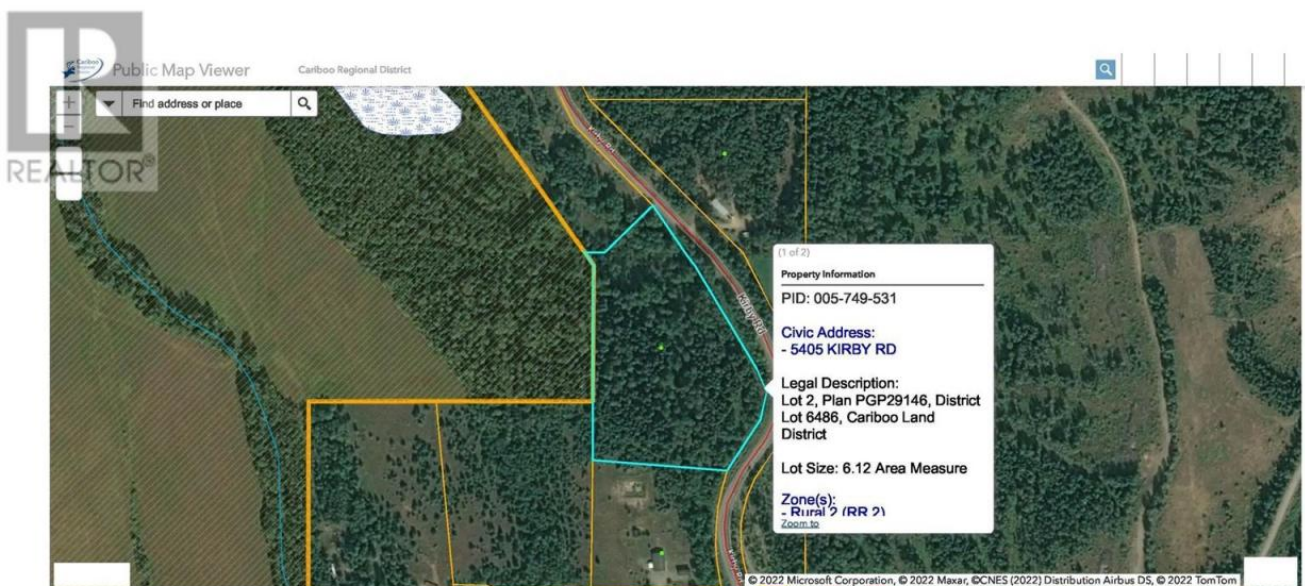 Cariboo
Public Map Viewer
Cariboo Regional District
Find address or place
REALTOR®
Kirby Rd
Kirby Rd
(1 of 2)
Property Information
PID: 005-749-531
Civic Address:
- 5405 KIRBY RD
Legal Description:
Lot 2, Plan PGP29146, District
Lot 6486, Cariboo Land
District
Lot Size: 6.12 Area Measure
Zone(s):
- Rural 2 (RR 2)
Zoom to
© 2022 Microsoft Corporation, © 2022 Maxar, ©CNES (2022) Distribution Airbus DS, © 2022 TomTom